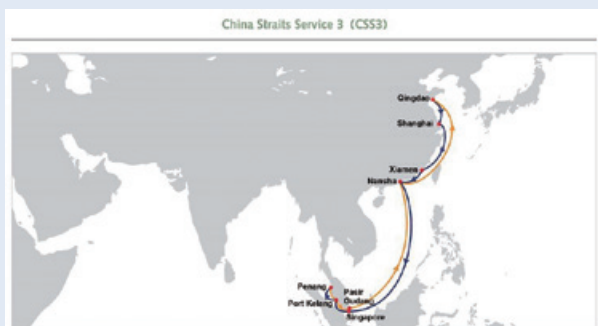 China Straits Service 3 (CSS3)
Qingdao
Shanghai
Xiamen
Nansha
Penang
Pasir
Port Kelang
Gudang
Singapore